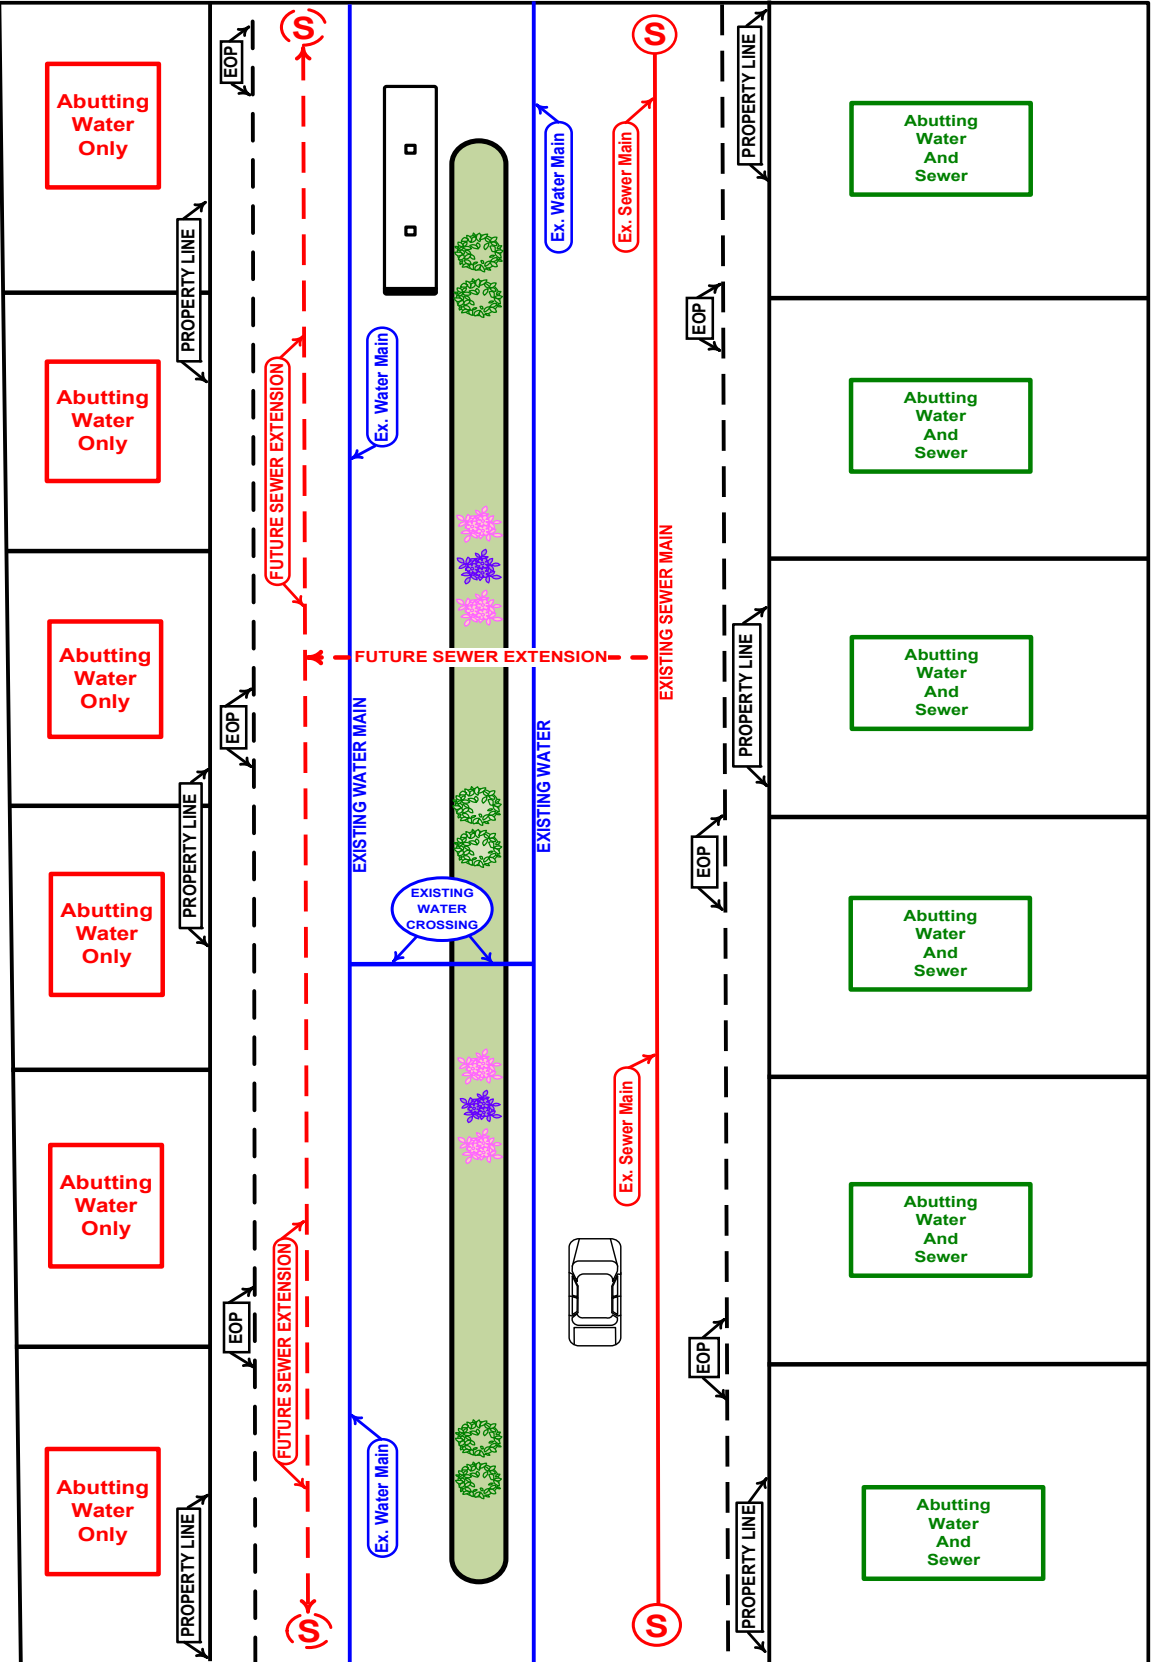 S
S
EOP
PROPERTY LINE
Abutting
Water
Only
Abutting
Water
And
Sewer
Ex. Water Main
Ex. Sewer Main
PROPERTY LINE
EOP
Ex. Water Main
FUTURE SEWER EXTENSION
Abutting
Water
Only
Abutting
Water
And
Sewer
EXISTING SEWER MAIN
Abutting
Water
Only
FUTURE SEWER EXTENSION
PROPERTY LINE
Abutting
Water
And
Sewer
EOP
EXISTING WATER MAIN
EXISTING WATER
PROPERTY LINE
EOP
Abutting
Water
Only
EXISTING
WATER
CROSSING
Abutting
Water
And
Sewer
Ex. Sewer Main
Abutting
Water
Only
Abutting
Water
And
Sewer
EOP
FUTURE SEWER EXTENSION
EOP
Abutting
Water
Only
Ex. Water Main
PROPERTY LINE
PROPERTY LINE
Abutting
Water
And
Sewer
S
S